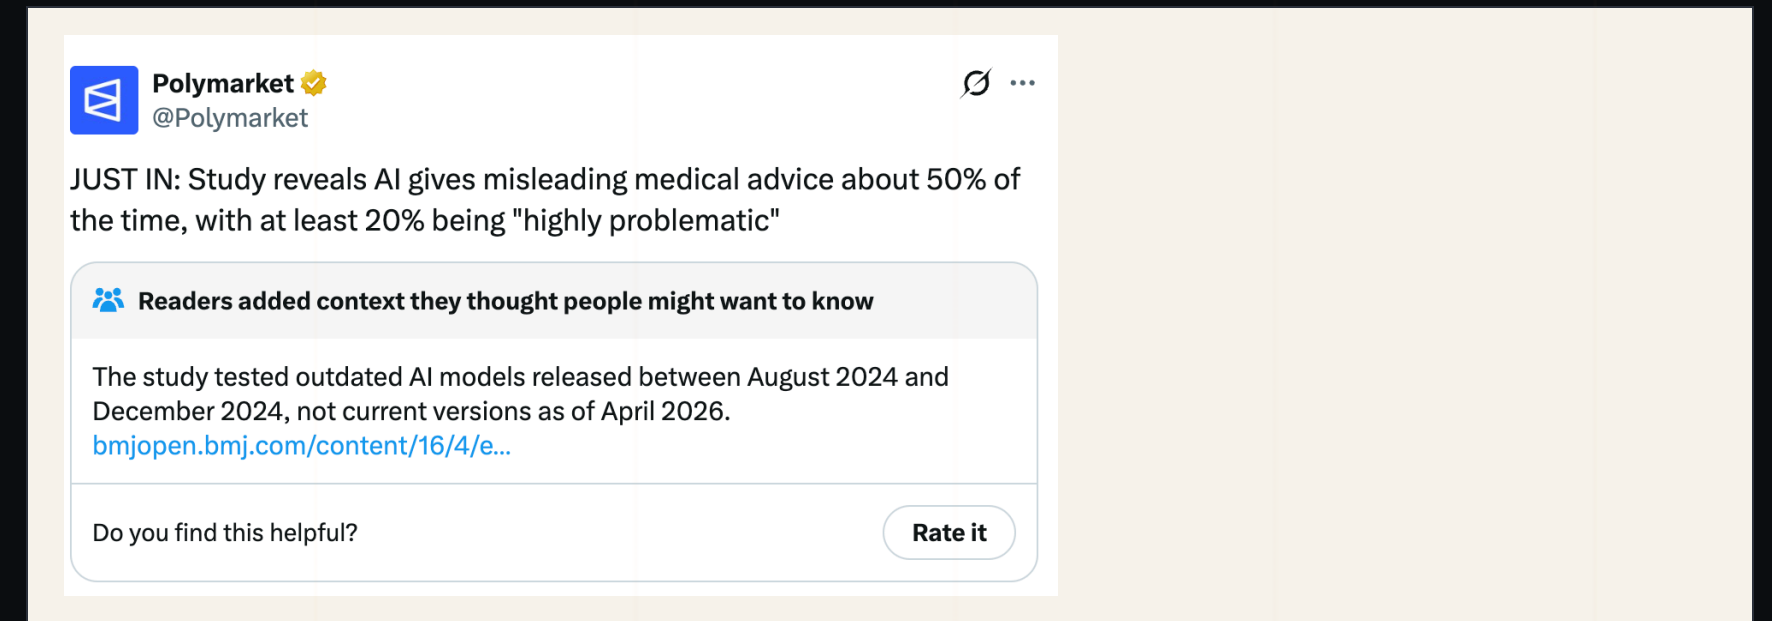 Polymarket
@Polymarket
JUST IN: Study reveals AI gives misleading medical advice about 50% of
the time, with at least 20% being "highly problematic"
Readers added context they thought people might want to know
The study tested outdated AI models released between August 2024 and
December 2024, not current versions as of April 2026.
bmjopen.bmj.com/content/16/4/e...
Do you find this helpful?
Rate it